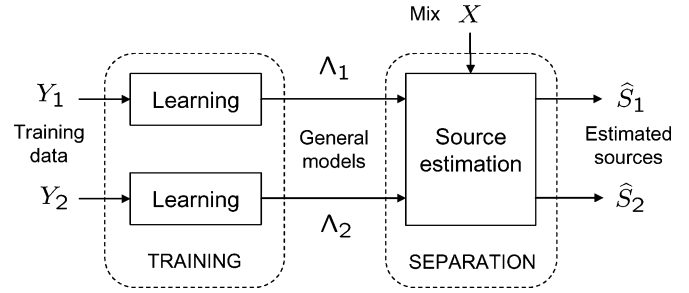 Mix X
Y₁
Learning
Λ₁
Ŝ₁
Training
data
General
models
Source
estimation
Estimated
sources
Y₂
Learning
Λ₂
Ŝ₂
TRAINING
SEPARATION